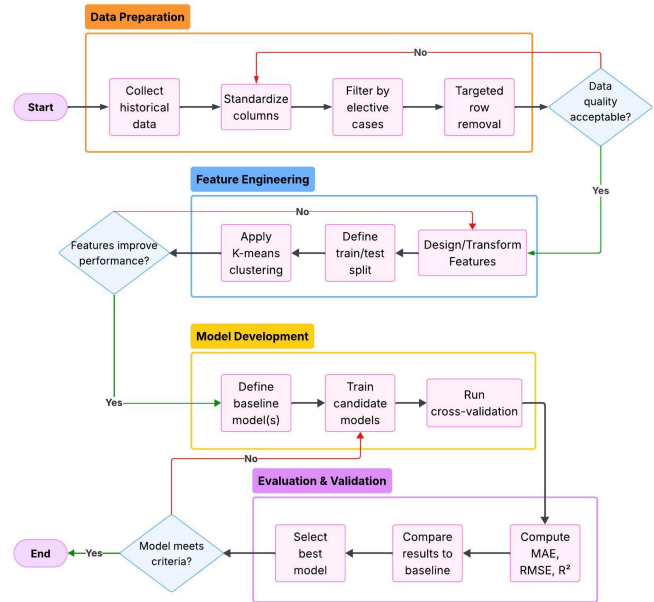 Data Preparation
No
Start
Collect
historical
data
Standardize
columns
Filter by
elective
cases
Targeted
row
removal
Data
quality
acceptable?
Yes
Feature Engineering
No
Features improve
performance?
Apply
K-means
clustering
Define
train/test
split
Design/Transform
Features
Model Development
Yes
Define
baseline
model(s)
Train
candidate
models
Run
cross-validation
No
Evaluation & Validation
End
Yes
Model meets
criteria?
Select
best
model
Compare
results to
baseline
Compute
MAE,
RMSE, R²